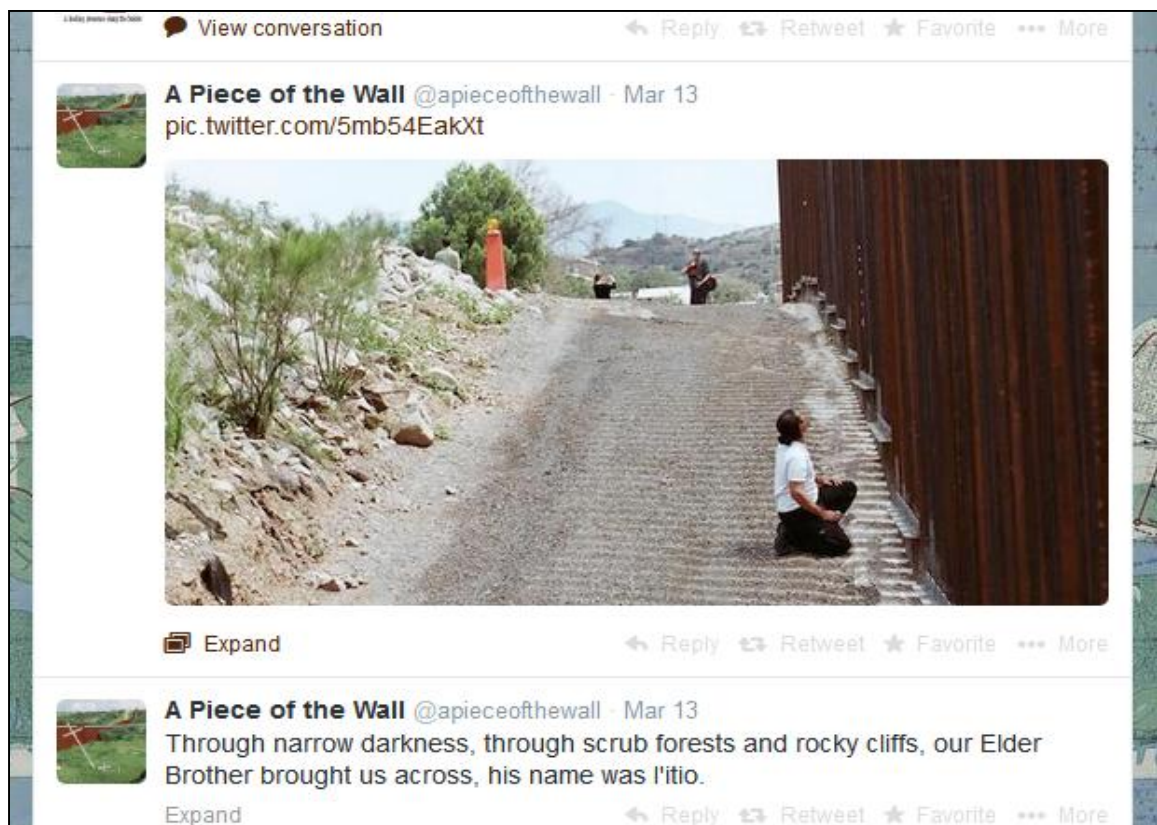 View conversation Reply Retweet Favorite More
A Piece of the Wall @apieceofthewall · Mar 13
pic.twitter.com/5mb54EakXt
Expand Reply Retweet Favorite More
A Piece of the Wall @apieceofthewall · Mar 13
Through narrow darkness, through scrub forests and rocky cliffs, our Elder
Brother brought us across, his name was I'itio.
Expand Reply Retweet Favorite More